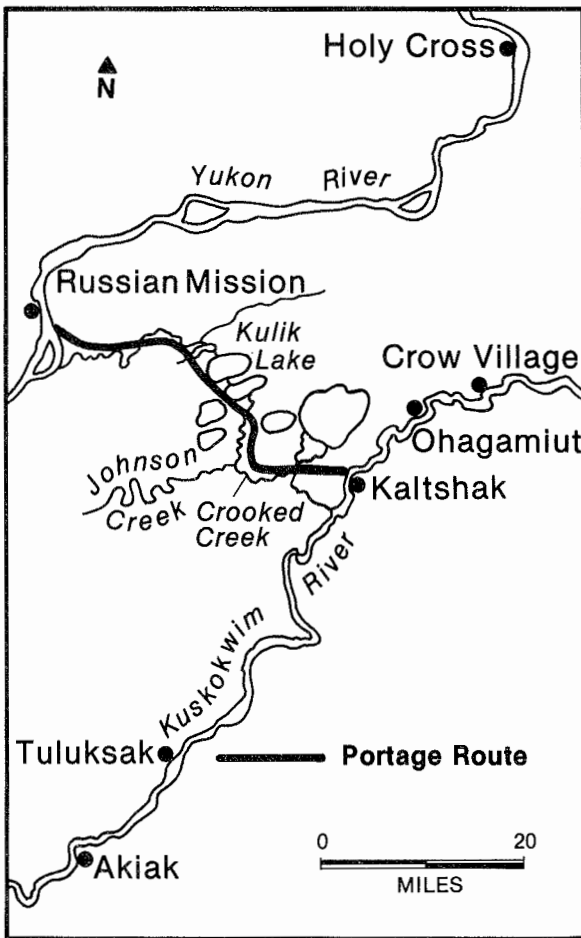 Holy Cross
N
Yukon River
Russian Mission
Kulik
Lake
Crow Village
Ohagamiut
Johnson
Creek
Crooked
Creek
Kaltshak
Kuskokwim River
Tuluksak
Portage Route
Akiak
0 20
MILES